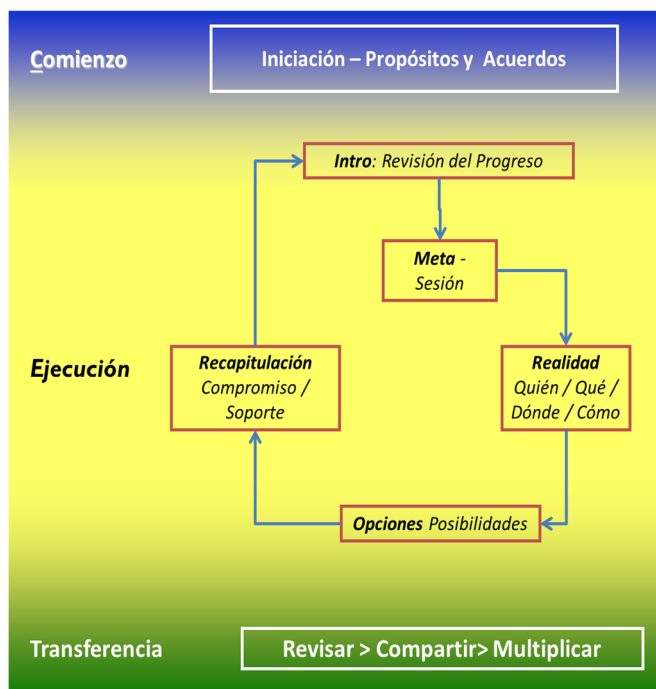 Comienzo
Iniciación – Propósitos y Acuerdos
Intro: Revisión del Progreso
Meta -
Sesión
Ejecución
Recapitulación
Compromiso /
Soporte
Realidad
Quién / Qué /
Dónde / Cómo
Opciones Posibilidades
Transferencia
Revisar > Compartir> Multiplicar